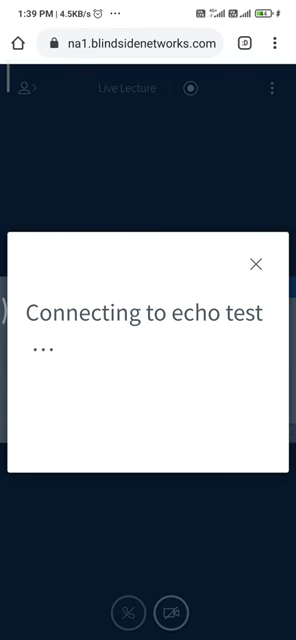 1:39 PM | 4.5KB/s
na1.blindsidenetworks.com
:D
Live Lecture
Connecting to echo test
...